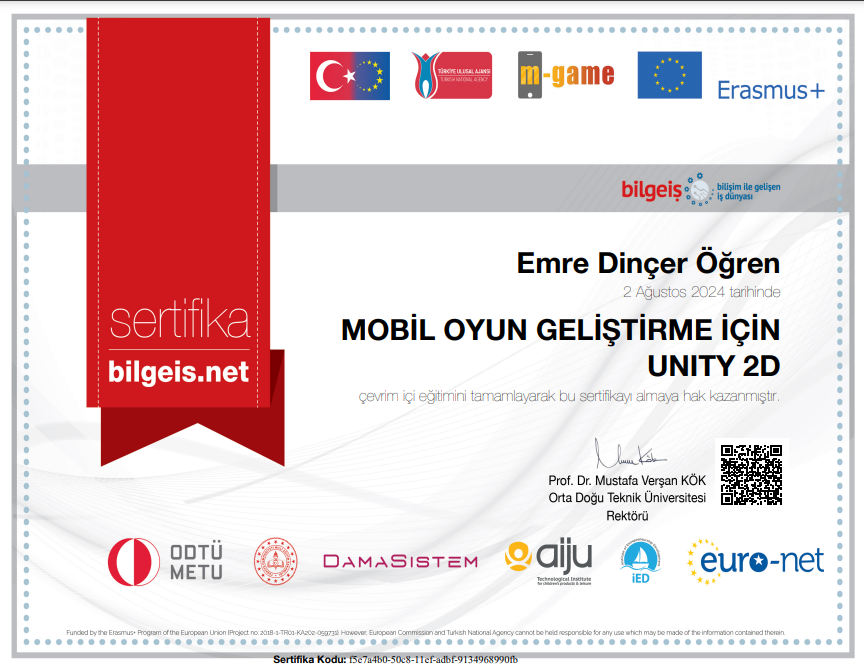 TÜRKİYE ULUSAL AJANSI
TURKISH NATIONAL AGENCY
m-game
Erasmus+
bilgeiş
bilişim ile gelişen
iş dünyası
Emre Dinçer Öğren
2 Ağustos 2024 tarihinde
sertifika
bilgeis.net
MOBİL OYUN GELİŞTİRME İÇİN
UNITY 2D
çevrim içi eğitimini tamamlayarak bu sertifikayı almaya hak kazanmıştır.
Prof. Dr. Mustafa Verşan KÖK
Orta Doğu Teknik Üniversitesi
Rektörü
ODTÜ
METU
DAMASISTEM
aiju
Technological Institute
for children's products & leisure
iED
euro-net
Funded by the Erasmus+ Program of the European Union (Project no: 2018-1-TR01-KA202-059731). However, European Commission and Turkish National Agency cannot be held responsible for any use which may be made of the information contained therein.
Sertifika Kodu: f5e7a4b0-50c8-11ef-adbf-9134968990fb